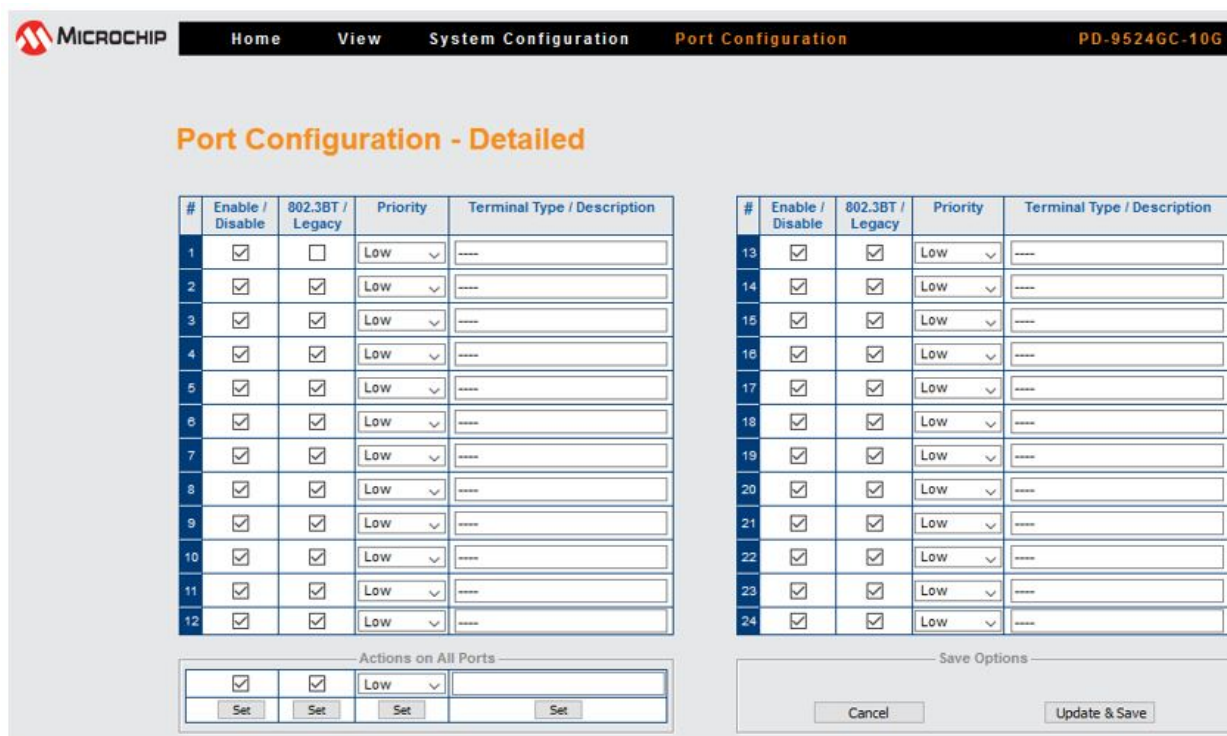 MICROCHIP
Home View System Configuration Port Configuration PD-9524GC-10G
Port Configuration - Detailed
# Enable / Disable 802.3BT / Legacy Priority Terminal Type / Description
1 Low ----
2 Low ----
3 Low ----
4 Low ----
5 Low ----
6 Low ----
7 Low ----
8 Low ----
9 Low ----
10 Low ----
11 Low ----
12 Low ----
Actions on All Ports
Low
Set Set Set Set
# Enable / Disable 802.3BT / Legacy Priority Terminal Type / Description
13 Low ----
14 Low ----
15 Low ----
16 Low ----
17 Low ----
18 Low ----
19 Low ----
20 Low ----
21 Low ----
22 Low ----
23 Low ----
24 Low ----
Save Options
Cancel Update & Save